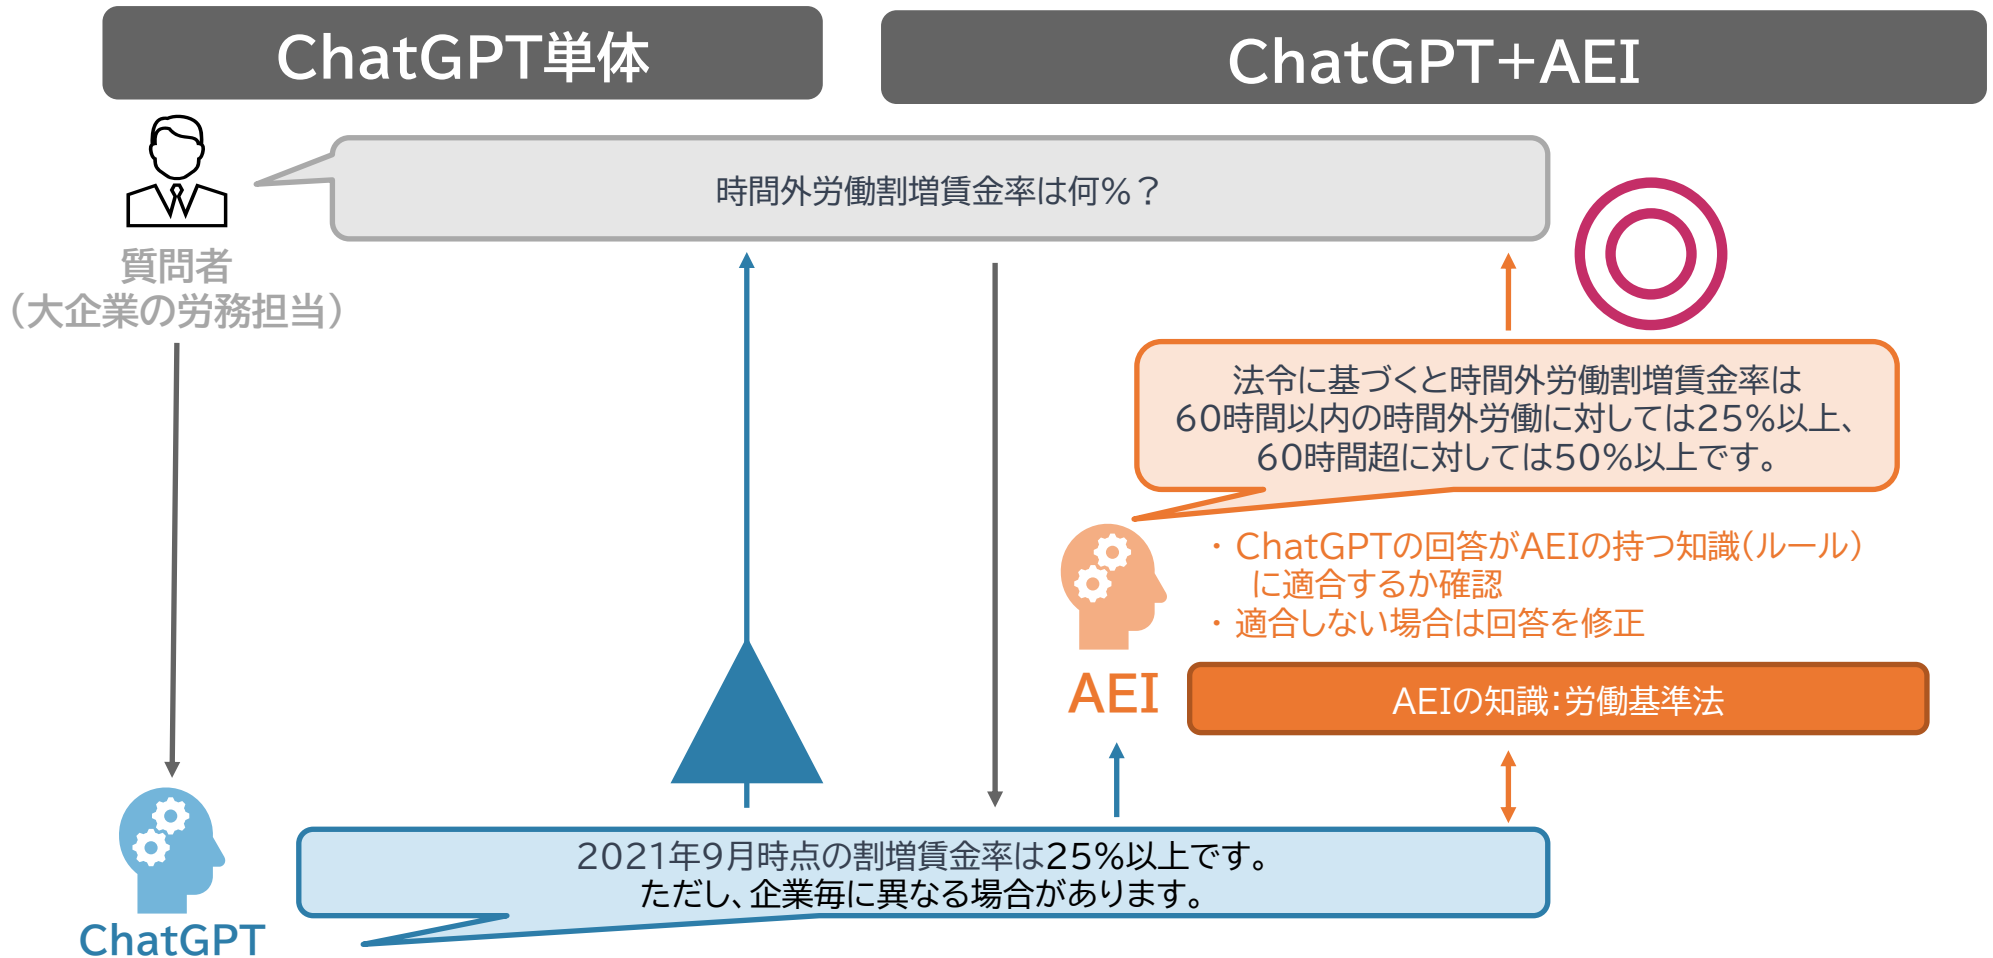 ChatGPT単体
ChatGPT+AEI
時間外労働割増賃金率は何%？
質問者
（大企業の労務担当）
法令に基づくと時間外労働割増賃金率は
60時間以内の時間外労働に対しては25%以上、
60時間超に対しては50%以上です。
・ChatGPTの回答がAEIの持つ知識（ルール）
に適合するか確認
・適合しない場合は回答を修正
AEI
AEIの知識：労働基準法
2021年9月時点の割増賃金率は25%以上です。
ただし、企業毎に異なる場合があります。
ChatGPT